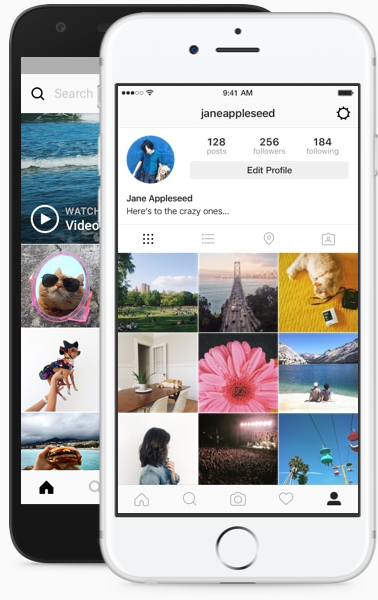 Search
WATCH
Video
9:41 AM
janeappleseed
128
256
184
posts
followers
following
Edit Profile
Jane Appleseed
Here's to the crazy ones...